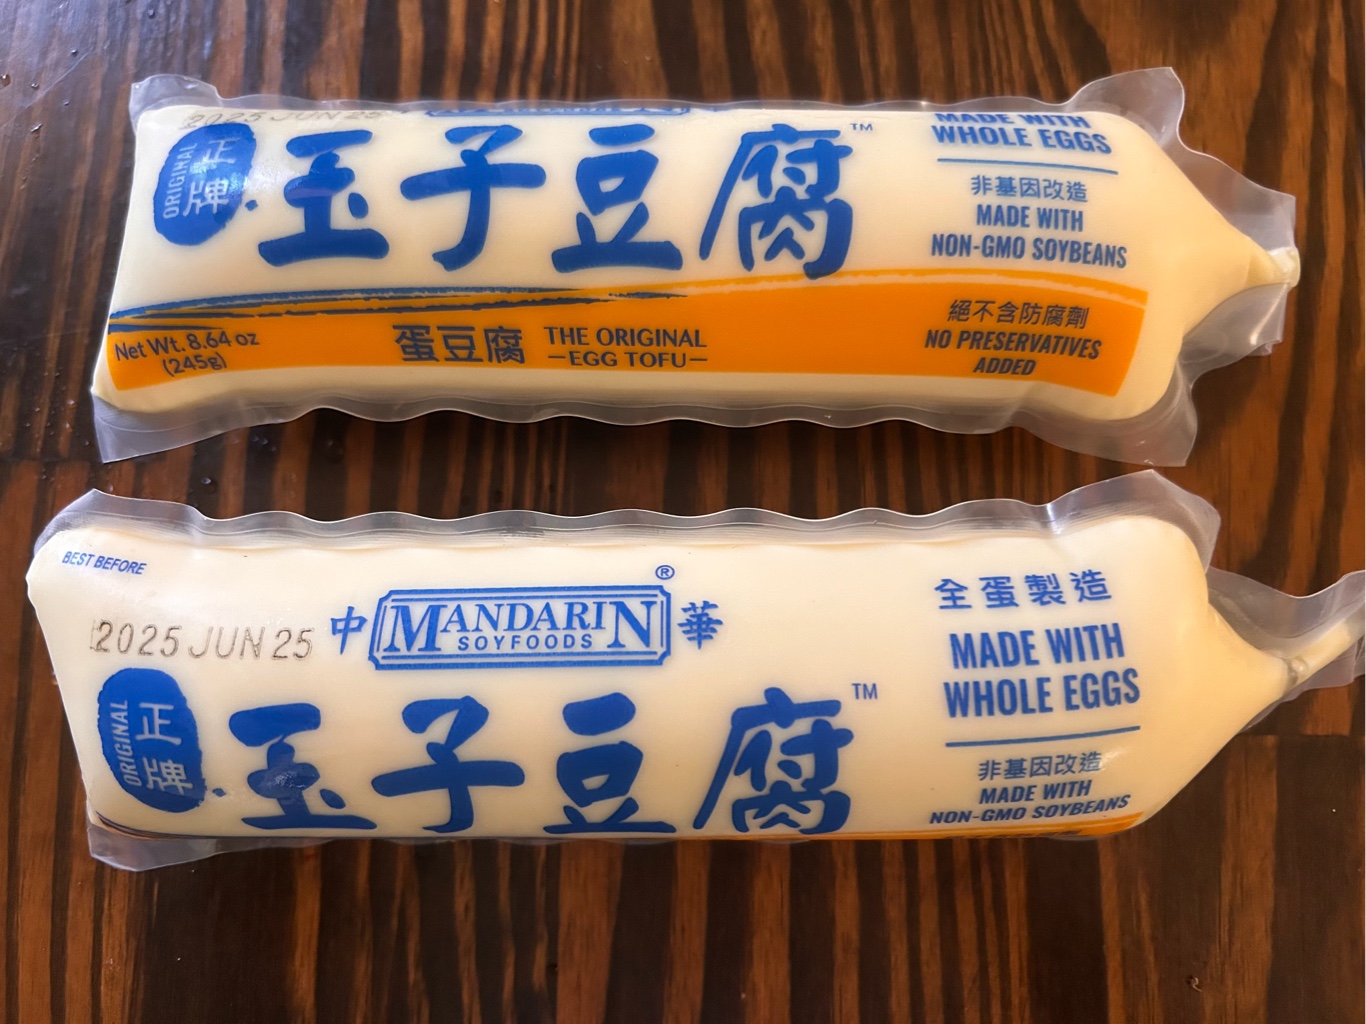 2025 JUN 25
正牌
ORIGINAL
玉子豆腐™
MADE WITH
WHOLE EGGS
非基因改造
MADE WITH
NON-GMO SOYBEANS
Net Wt. 8.64 oz
(245g)
蛋豆腐
THE ORIGINAL
—EGG TOFU—
絕不含防腐劑
NO PRESERVATIVES
ADDED
BEST BEFORE
2025 JUN 25
中 MANDARIN® 華
SOYFOODS
正牌
ORIGINAL
玉子豆腐™
全蛋製造
MADE WITH
WHOLE EGGS
非基因改造
MADE WITH
NON-GMO SOYBEANS